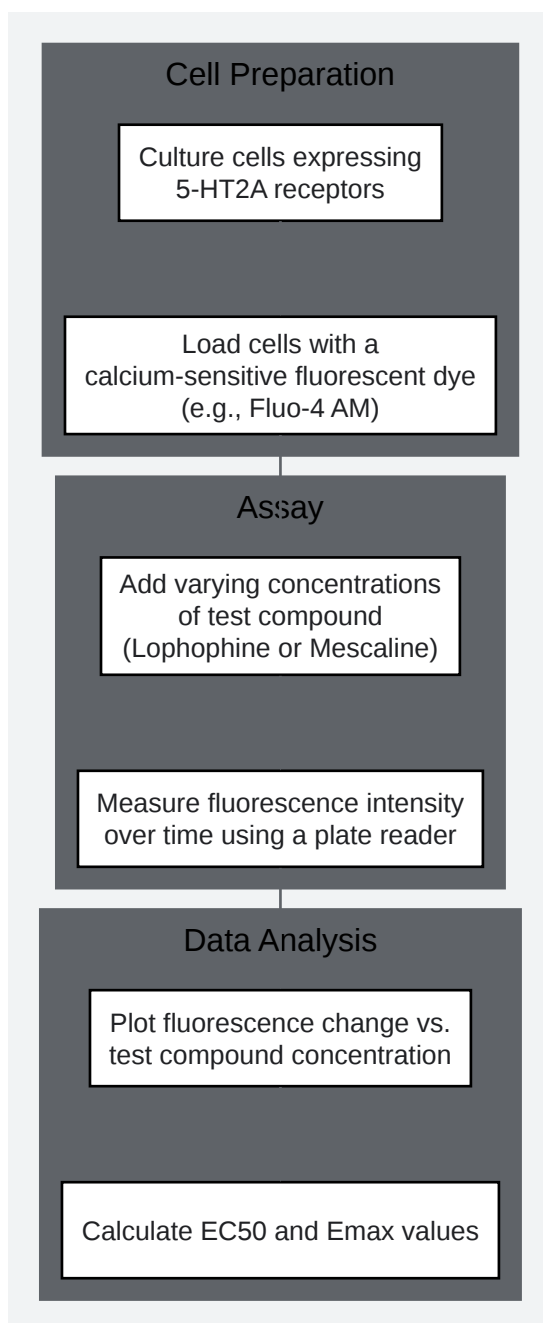 Cell Preparation
Culture cells expressing
5-HT2A receptors
Load cells with a
calcium-sensitive fluorescent dye
(e.g., Fluo-4 AM)
Assay
Add varying concentrations
of test compound
(Lophophine or Mescaline)
Measure fluorescence intensity
over time using a plate reader
Data Analysis
Plot fluorescence change vs.
test compound concentration
Calculate EC50 and Emax values